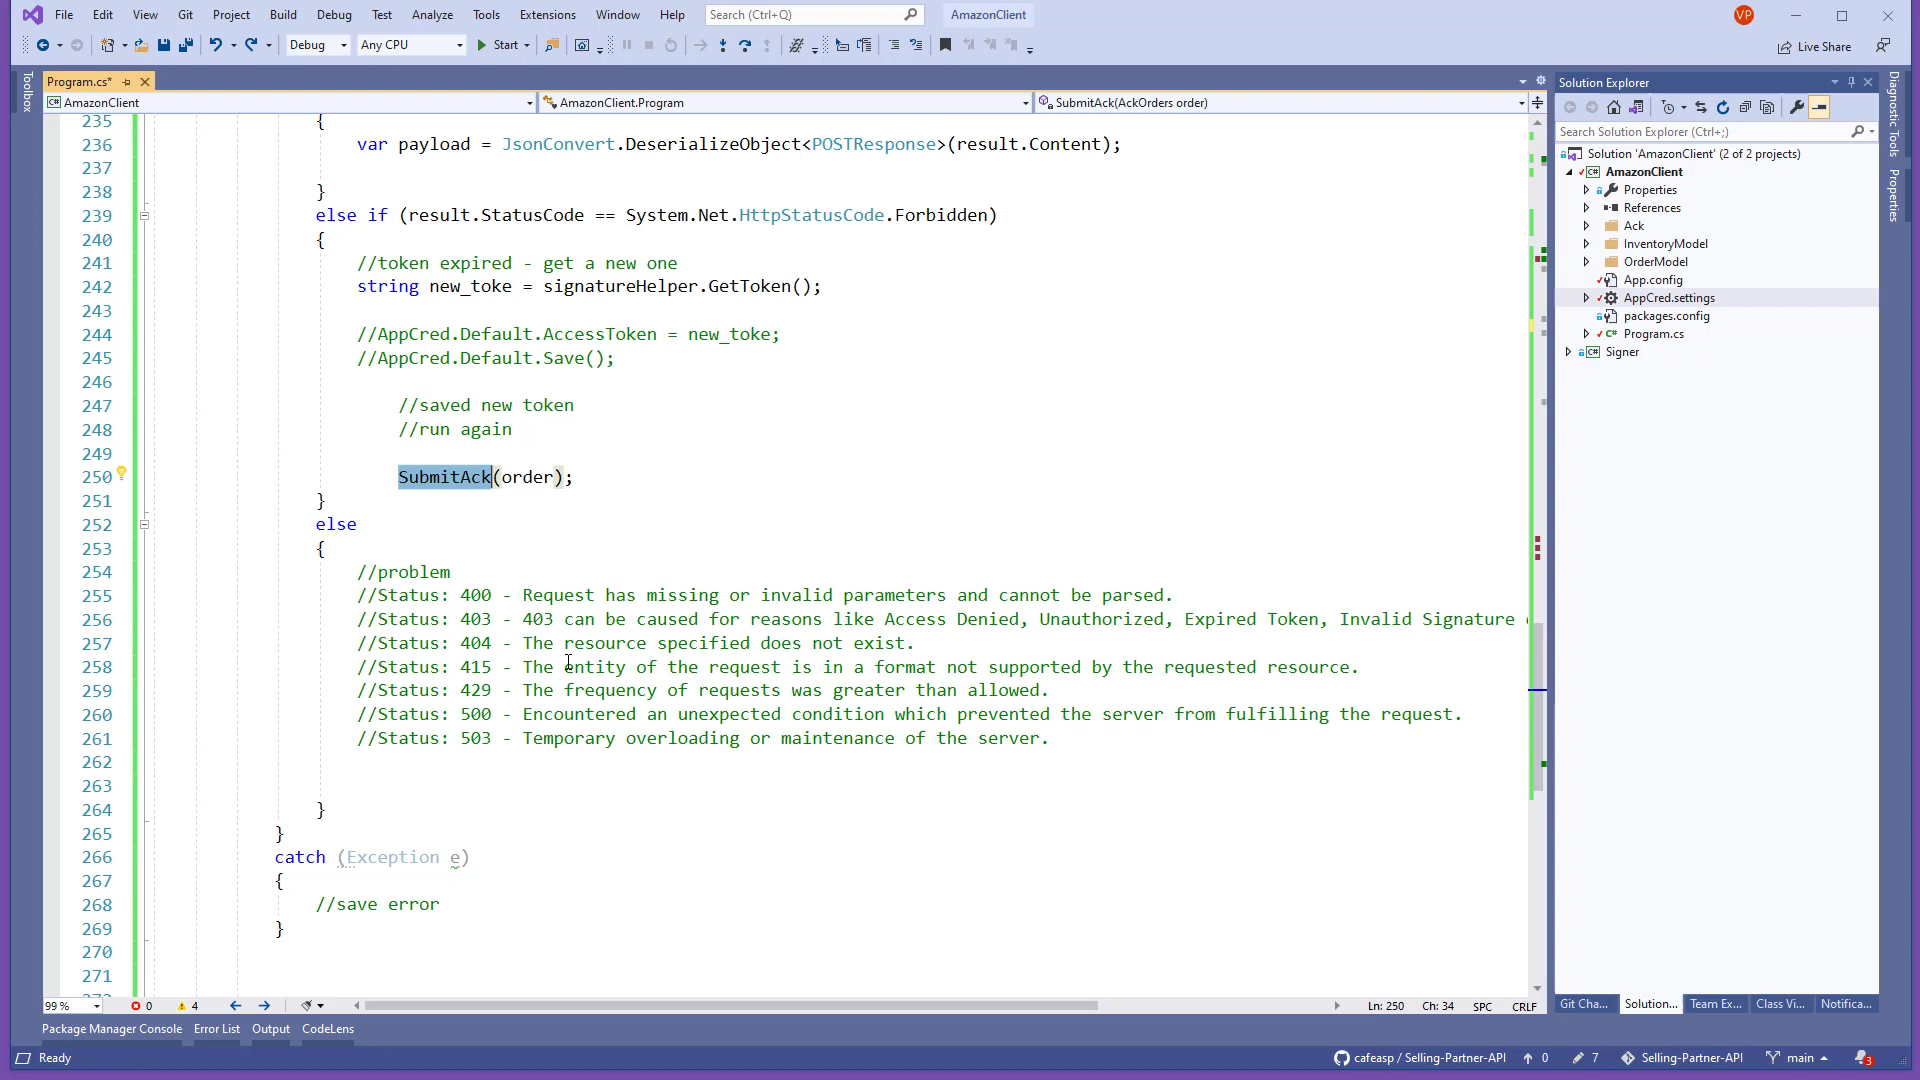 File Edit View Git Project Build Debug Test Analyze Tools Extensions Window Help Search (Ctrl+Q) AmazonClient VP
Debug Any CPU Start Live Share
Toolbox
Program.cs*
AmazonClient AmazonClient.Program SubmitAck(AckOrders order)
235 {
236 var payload = JsonConvert.DeserializeObject<POSTResponse>(result.Content);
237
238 }
239 else if (result.StatusCode == System.Net.HttpStatusCode.Forbidden)
240 {
241 //token expired - get a new one
242 string new_toke = signatureHelper.GetToken();
243
244 //AppCred.Default.AccessToken = new_toke;
245 //AppCred.Default.Save();
246
247 //saved new token
248 //run again
249
250 SubmitAck(order);
251 }
252 else
253 {
254 //problem
255 //Status: 400 - Request has missing or invalid parameters and cannot be parsed.
256 //Status: 403 - 403 can be caused for reasons like Access Denied, Unauthorized, Expired Token, Invalid Signature
257 //Status: 404 - The resource specified does not exist.
258 //Status: 415 - The entity of the request is in a format not supported by the requested resource.
259 //Status: 429 - The frequency of requests was greater than allowed.
260 //Status: 500 - Encountered an unexpected condition which prevented the server from fulfilling the request.
261 //Status: 503 - Temporary overloading or maintenance of the server.
262
263
264 }
265 }
266 catch (Exception e)
267 {
268 //save error
269 }
270
271
99 % 0 4 Ln: 250 Ch: 34 SPC CRLF
Package Manager Console Error List Output CodeLens
Ready cafeasp / Selling-Partner-API 0 7 Selling-Partner-API main 3
Solution Explorer
Search Solution Explorer (Ctrl+;)
Solution 'AmazonClient' (2 of 2 projects)
AmazonClient
Properties
References
Ack
InventoryModel
OrderModel
App.config
AppCred.settings
packages.config
Program.cs
Signer
Git Cha... Solution... Team Ex... Class Vi... Notifica...
Diagnostic Tools
Properties